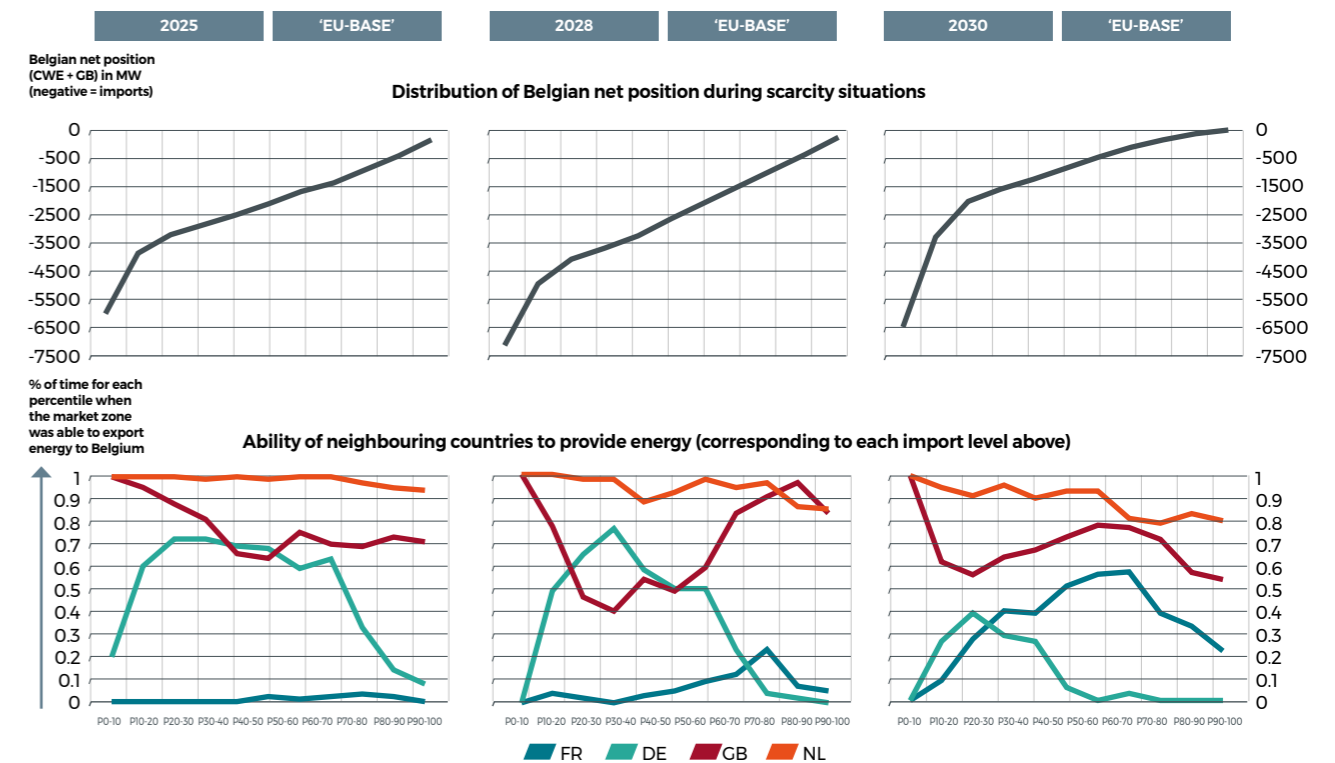 2025 ‘EU-BASE’ 2028 ‘EU-BASE’ 2030 ‘EU-BASE’
Belgian net position
(CWE + GB) in MW
(negative = imports)
Distribution of Belgian net position during scarcity situations
0 0
-500 -500
-1500 -1500
-2500 -2500
-3500 -3500
-4500 -4500
-5500 -5500
-6500 -6500
-7500 -7500
% of time for each
percentile when
the market zone
was able to export
energy to Belgium
Ability of neighbouring countries to provide energy (corresponding to each import level above)
1 1
0.9 0.9
0.8 0.8
0.7 0.7
0.6 0.6
0.5 0.5
0.4 0.4
0.3 0.3
0.2 0.2
0.1 0.1
0 0
P0-10 P10-20 P20-30 P30-40 P40-50 P50-60 P60-70 P70-80 P80-90 P90-100 P0-10 P10-20 P20-30 P30-40 P40-50 P50-60 P60-70 P70-80 P80-90 P90-100 P0-10 P10-20 P20-30 P30-40 P40-50 P50-60 P60-70 P70-80 P80-90 P90-100
FR DE GB NL